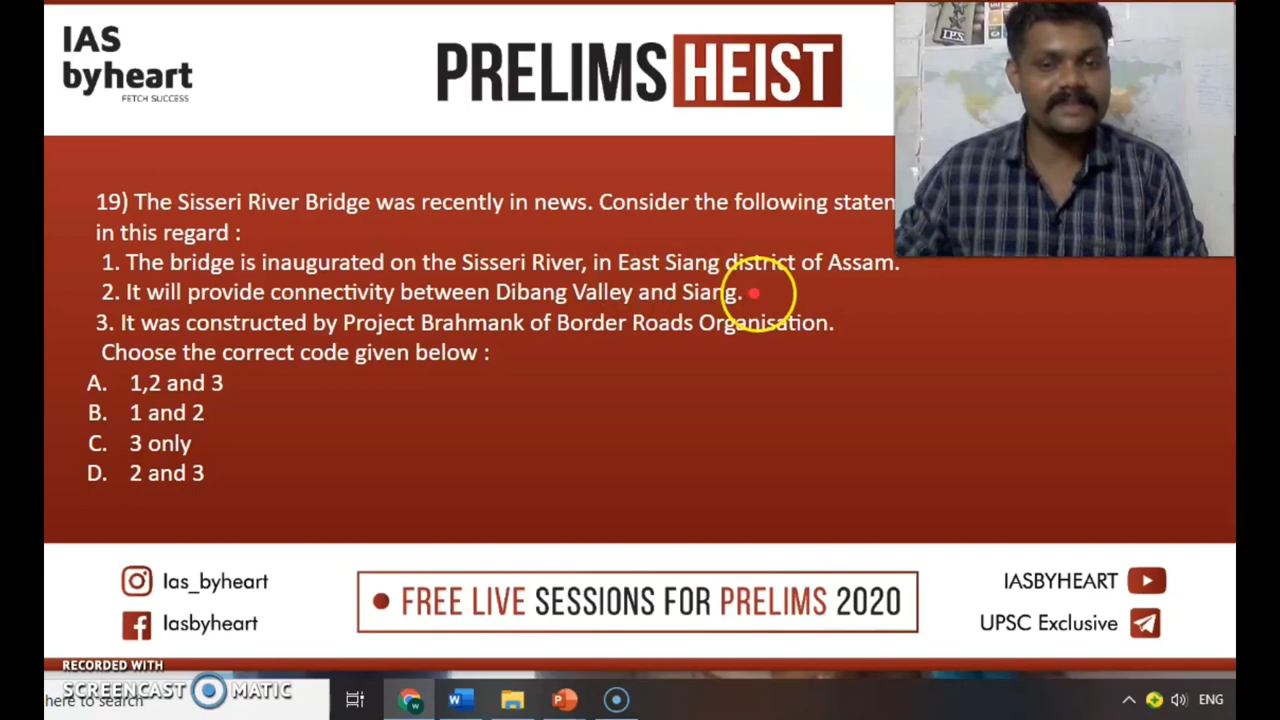 IAS
byheart
FETCH SUCCESS
PRELIMS HEIST
I.P.S.
19) The Sisseri River Bridge was recently in news. Consider the following statem
in this regard :
1. The bridge is inaugurated on the Sisseri River, in East Siang district of Assam.
2. It will provide connectivity between Dibang Valley and Siang.
3. It was constructed by Project Brahmank of Border Roads Organisation.
Choose the correct code given below :
A. 1,2 and 3
B. 1 and 2
C. 3 only
D. 2 and 3
Ias_byheart
Iasbyheart
FREE LIVE SESSIONS FOR PRELIMS 2020
IASBYHEART
UPSC Exclusive
RECORDED WITH
SCREENCAST MATIC
here to search
ENG